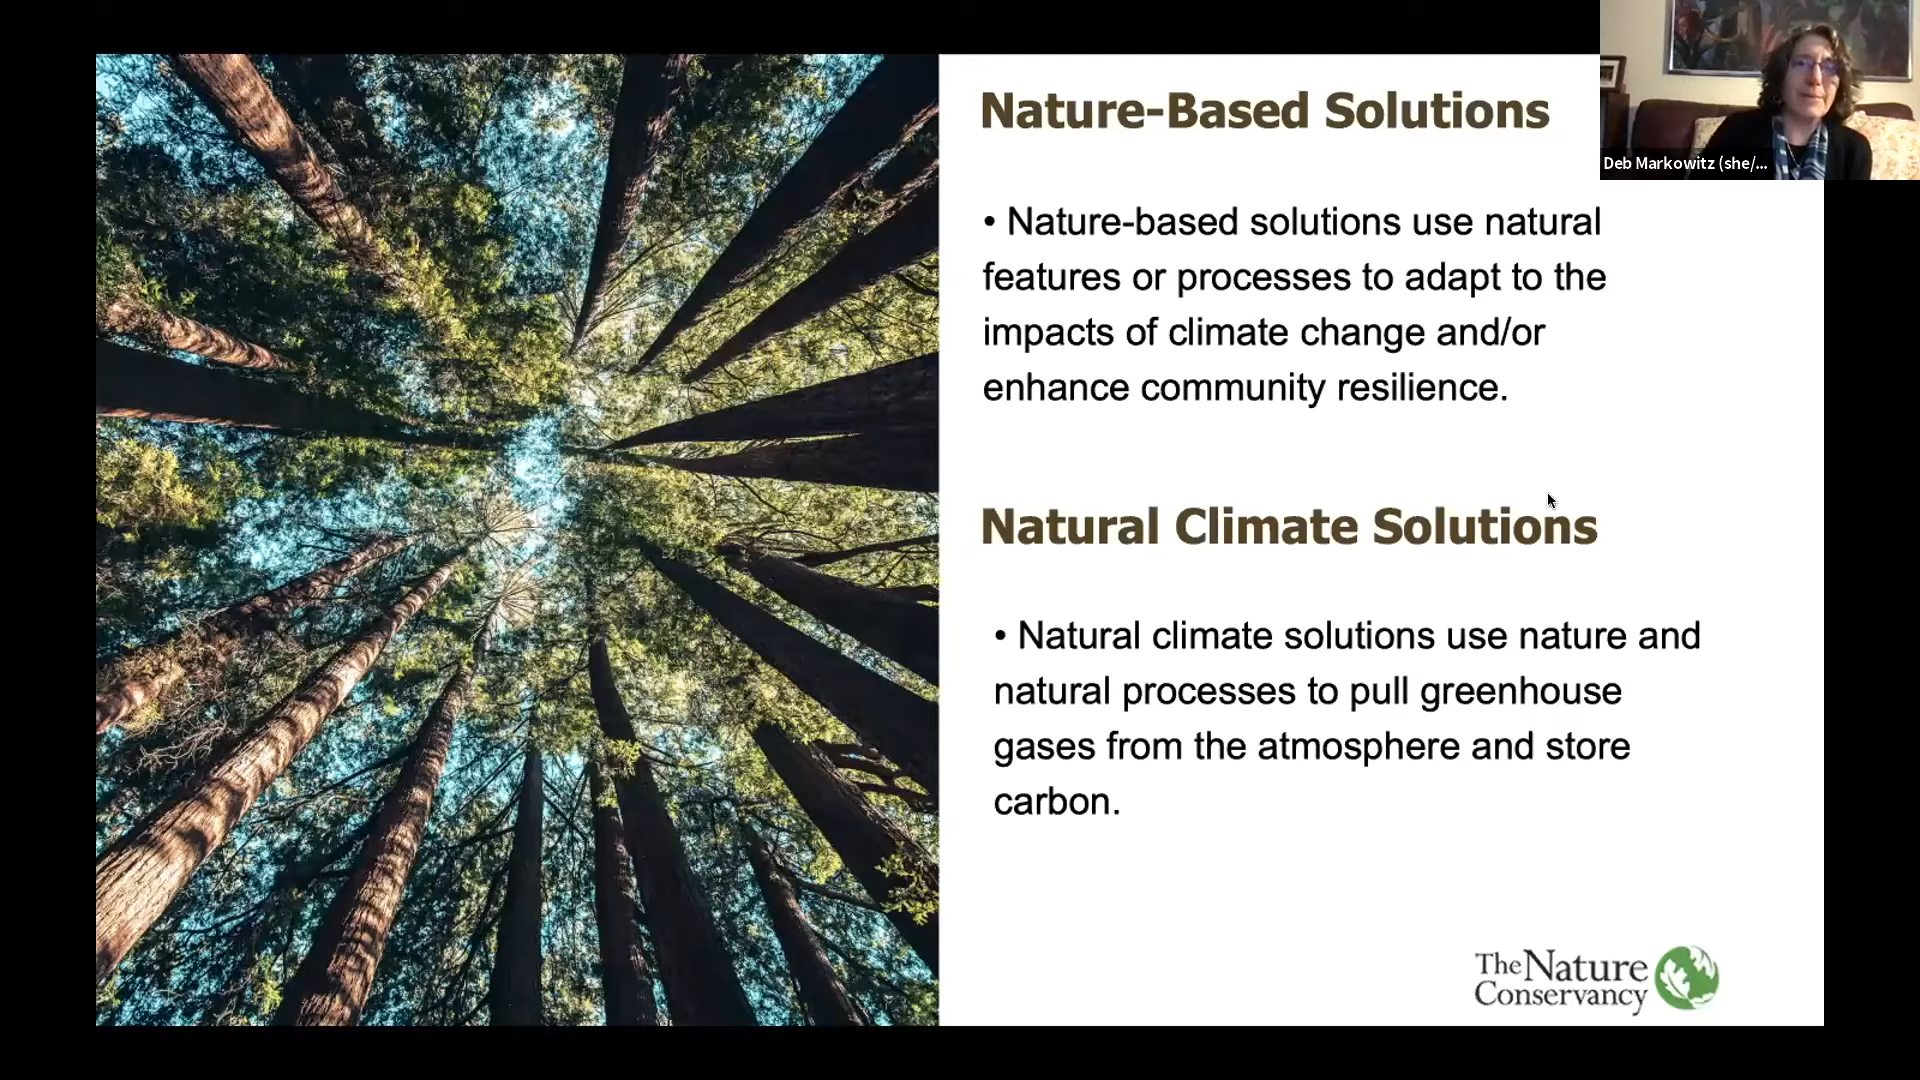 Nature-Based Solutions
Deb Markowitz (she/...
• Nature-based solutions use natural
features or processes to adapt to the
impacts of climate change and/or
enhance community resilience.
Natural Climate Solutions
• Natural climate solutions use nature and
natural processes to pull greenhouse
gases from the atmosphere and store
carbon.
The Nature
Conservancy